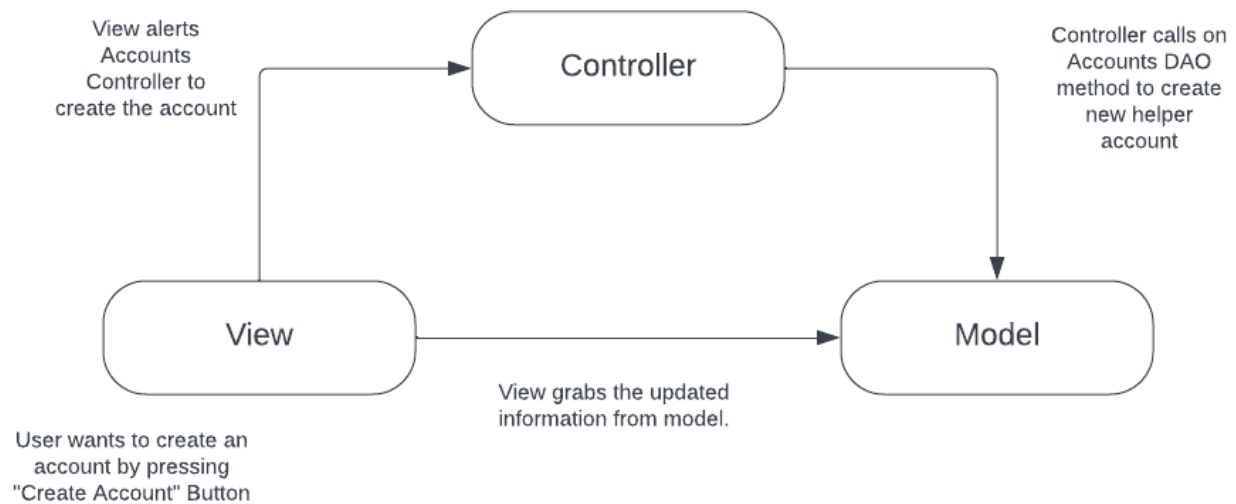 View alerts
Accounts
Controller to
create the account
Controller
Controller calls on
Accounts DAO
method to create
new helper
account
View
Model
View grabs the updated
information from model.
User wants to create an
account by pressing
"Create Account" Button